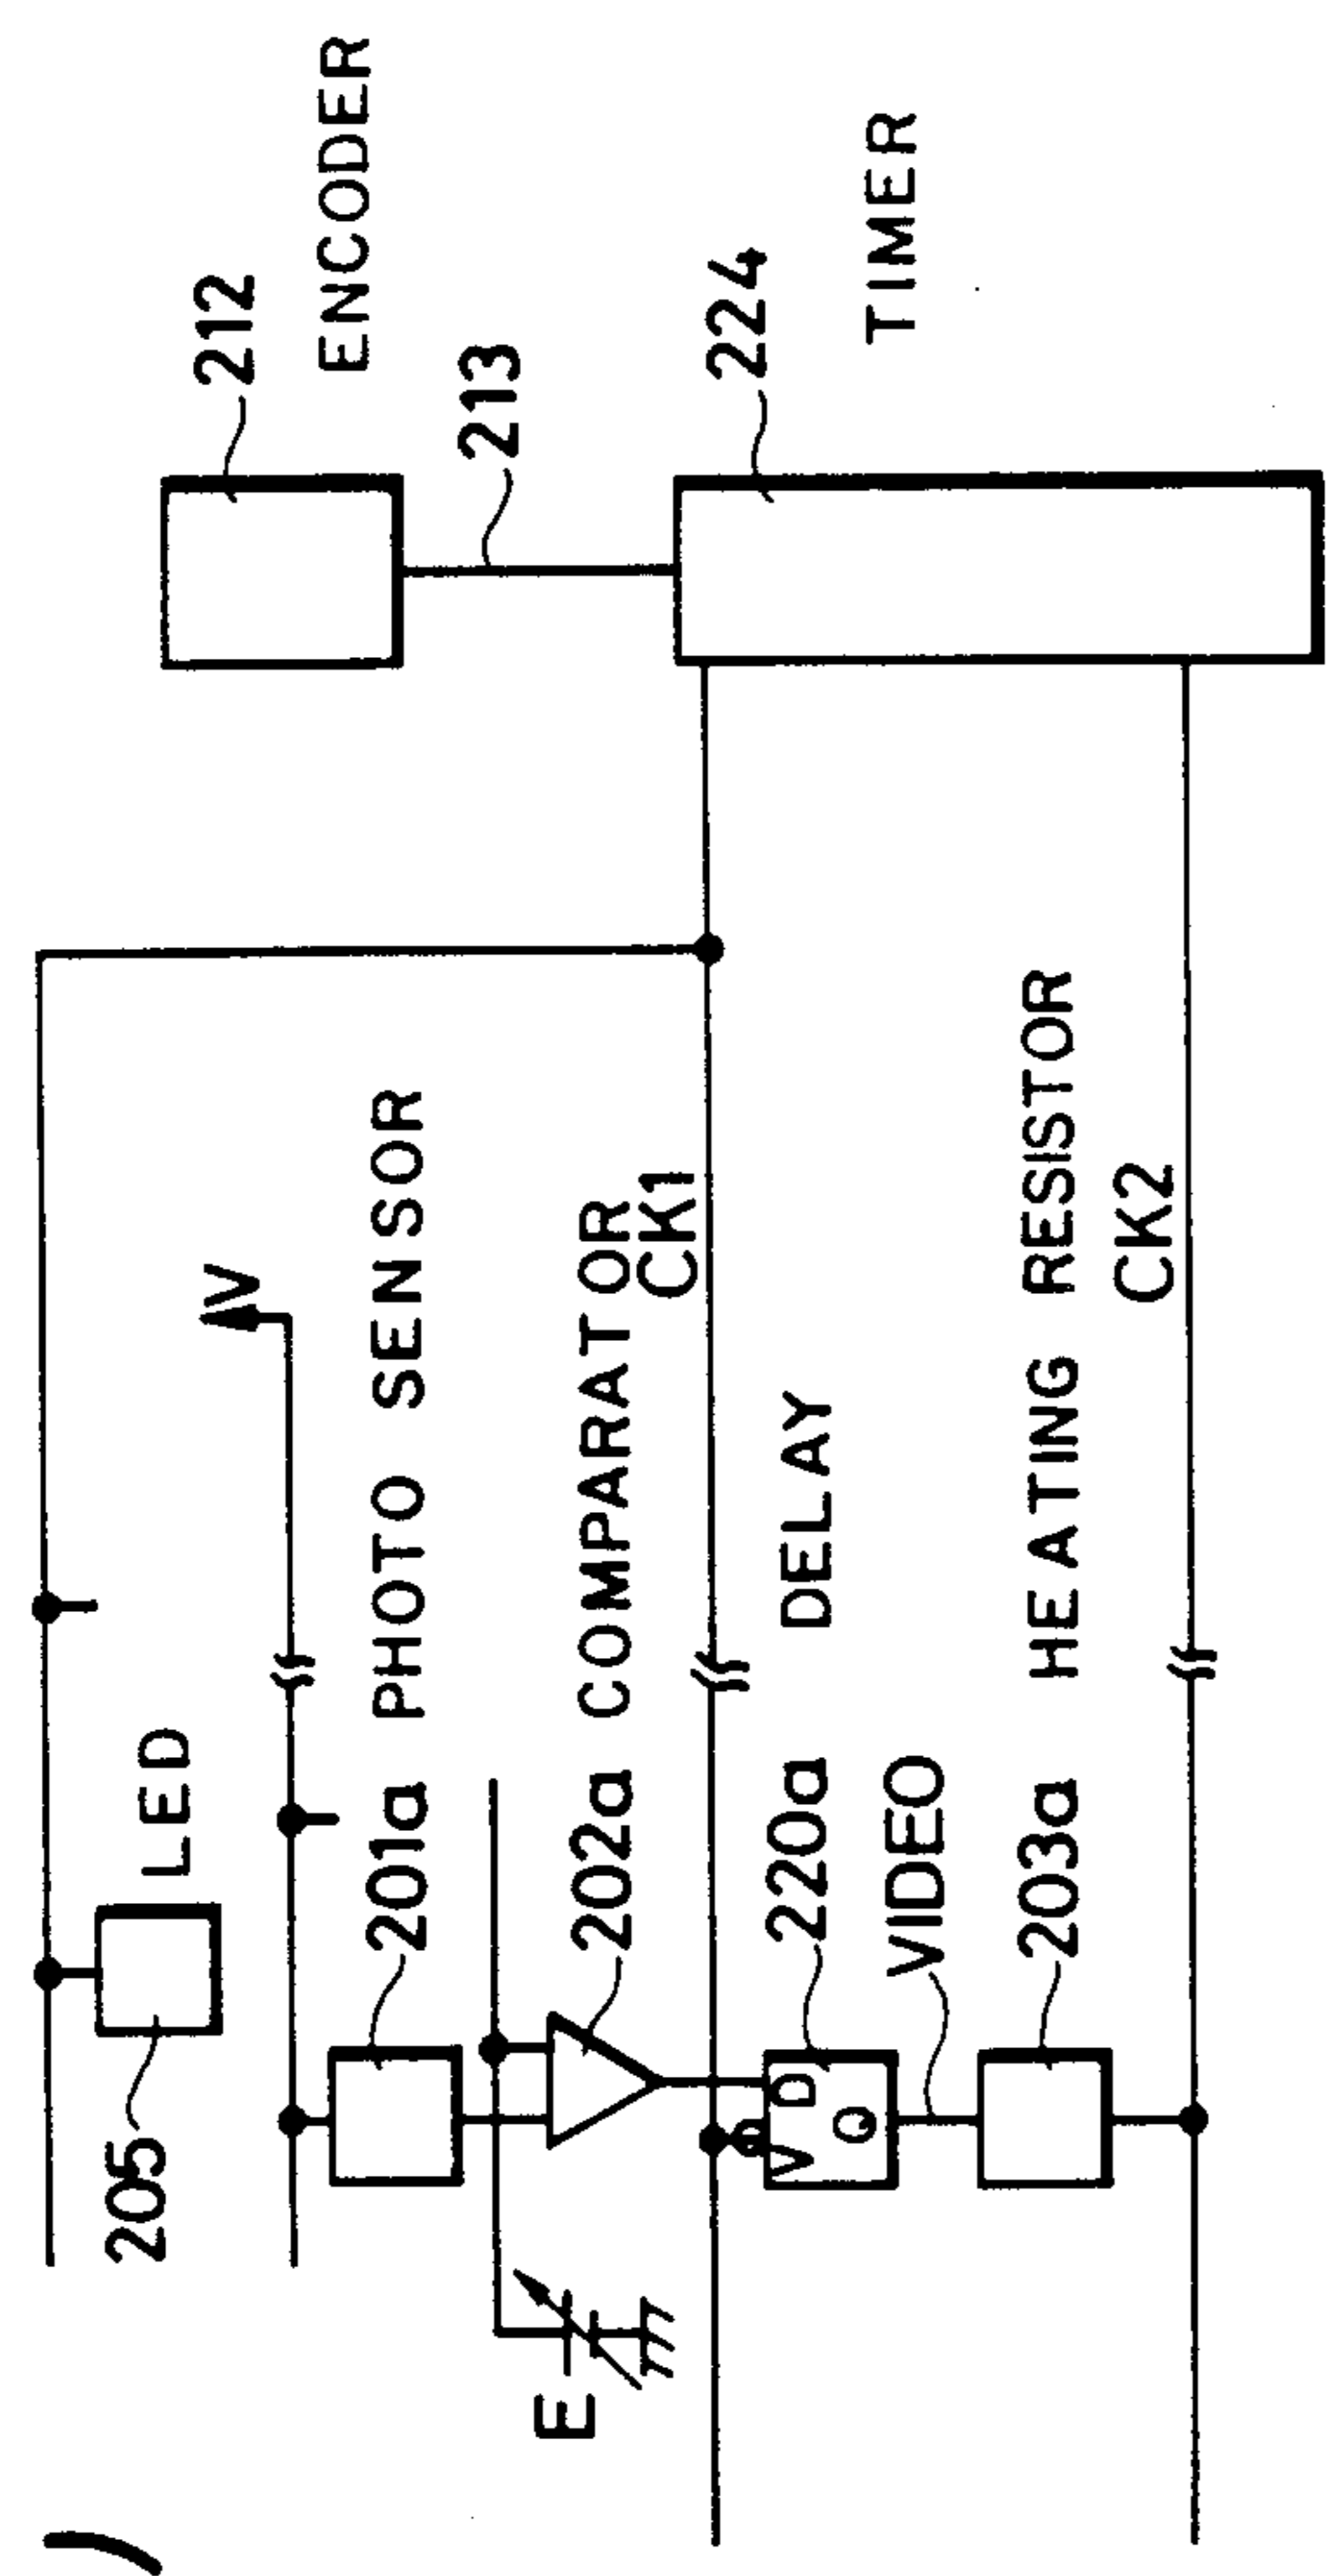 212
ENCODER
213
224
TIMER
V
LED
205
201a PHOTO SENSOR
202a COMPARATOR
CK1
E
220a DELAY
D
V
Q
VIDEO
203a HEATING RESISTOR
CK2